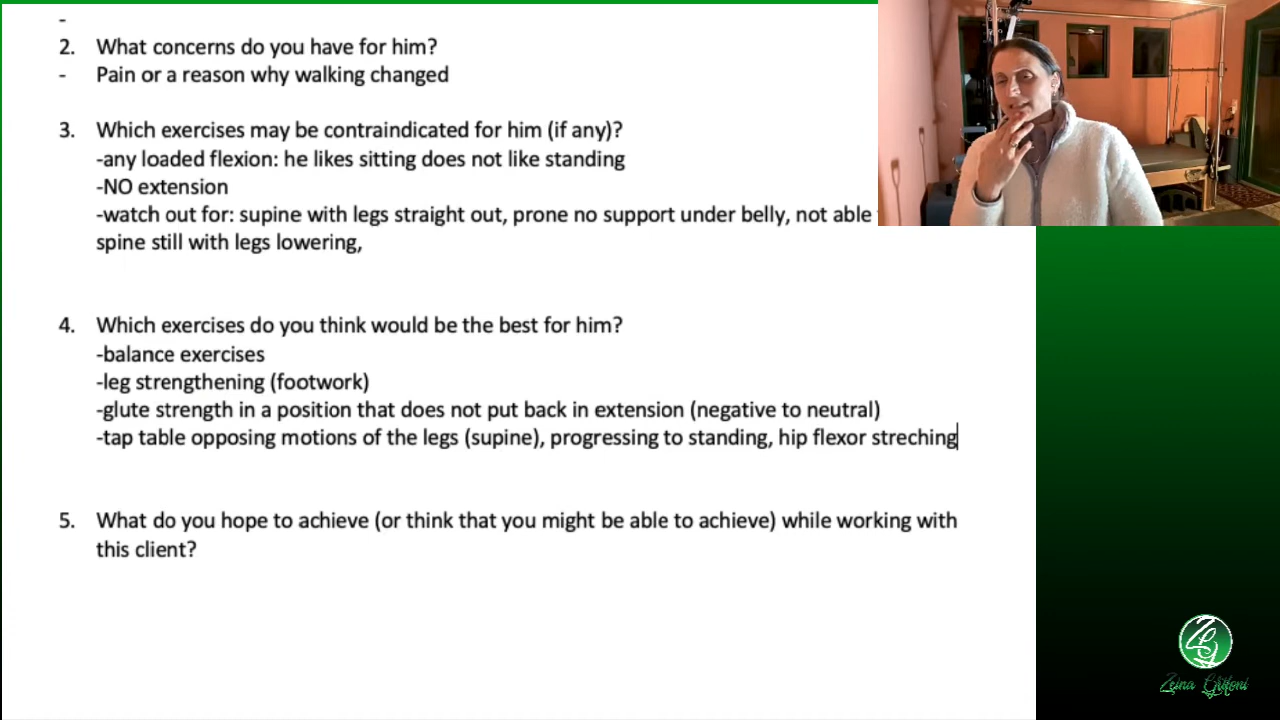 -
2. What concerns do you have for him?
- Pain or a reason why walking changed
3. Which exercises may be contraindicated for him (if any)?
-any loaded flexion: he likes sitting does not like standing
-NO extension
-watch out for: supine with legs straight out, prone no support under belly, not able
spine still with legs lowering,
4. Which exercises do you think would be the best for him?
-balance exercises
-leg strengthening (footwork)
-glute strength in a position that does not put back in extension (negative to neutral)
-tap table opposing motions of the legs (supine), progressing to standing, hip flexor streching
5. What do you hope to achieve (or think that you might be able to achieve) while working with
this client?
ZG
Zeina Grifoni